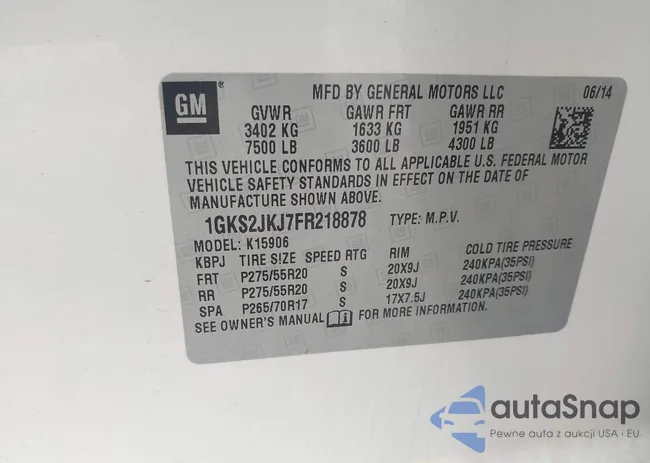 GM ®
MFD BY GENERAL MOTORS LLC 06/14
GVWR GAWR FRT GAWR RR
3402 KG 1633 KG 1951 KG
7500 LB 3600 LB 4300 LB
THIS VEHICLE CONFORMS TO ALL APPLICABLE U.S. FEDERAL MOTOR
VEHICLE SAFETY STANDARDS IN EFFECT ON THE DATE OF
MANUFACTURE SHOWN ABOVE.
1GKS2JKJ7FR218878 TYPE: M.P.V.
MODEL: K15906
KBPJ TIRE SIZE SPEED RTG RIM COLD TIRE PRESSURE
FRT P275/55R20 S 20X9J 240KPA(35PSI)
RR P275/55R20 S 20X9J 240KPA(35PSI)
SPA P265/70R17 S 17X7.5J 240KPA(35PSI)
SEE OWNER'S MANUAL
autaSnap
Pewne auta z aukcji USA i EU